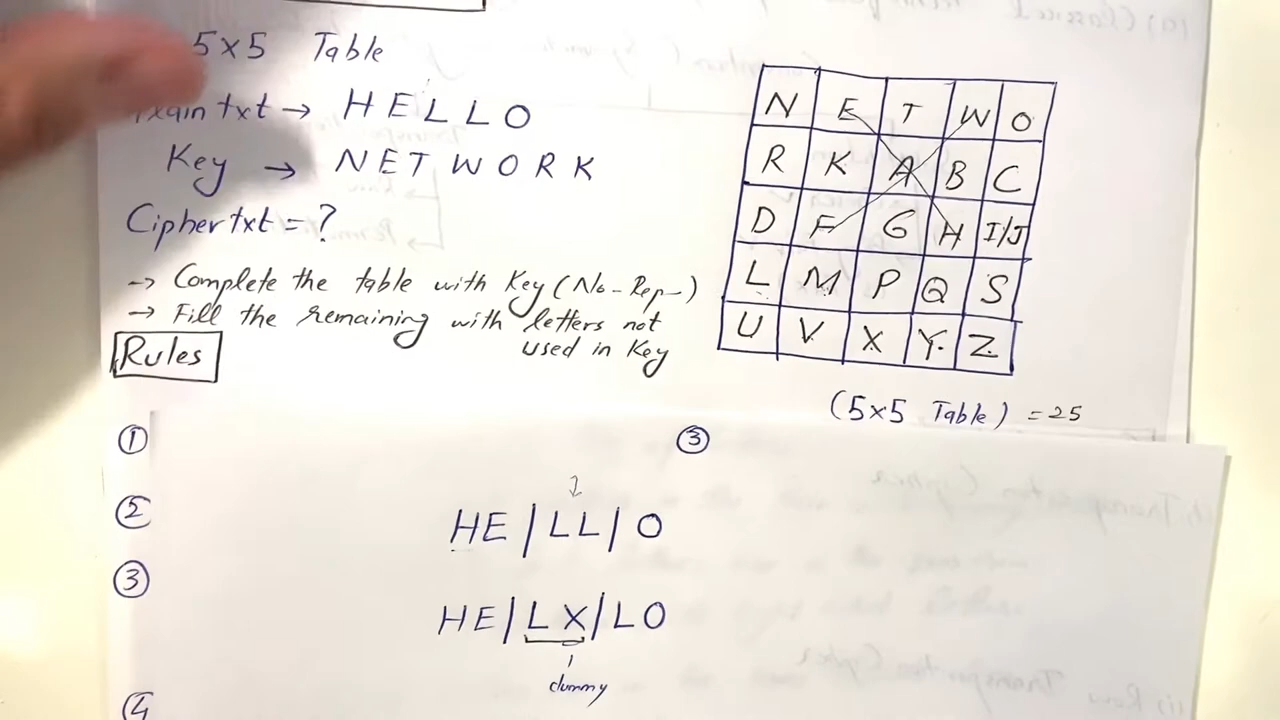 5×5 Table
Plain txt → HELLO
Key → NETWORK
Ciphertxt = ?
→ Complete the table with Key (No-Rep-)
→ Fill the remaining with letters not
used in Key
Rules
N E T W O
R K A B C
D F G H I/J
L M P Q S
U V X Y Z
(5×5 Table) = 25
①
③
②
HE | LL | O
③
HE | LX | LO
dummy
④